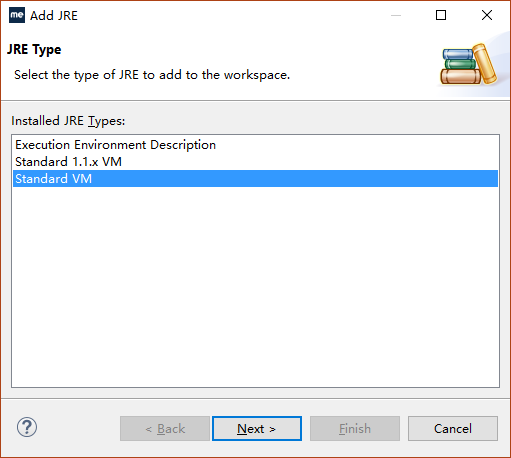 me Add JRE
JRE Type
Select the type of JRE to add to the workspace.
Installed JRE Types:
Execution Environment Description
Standard 1.1.x VM
Standard VM
? < Back Next > Finish Cancel